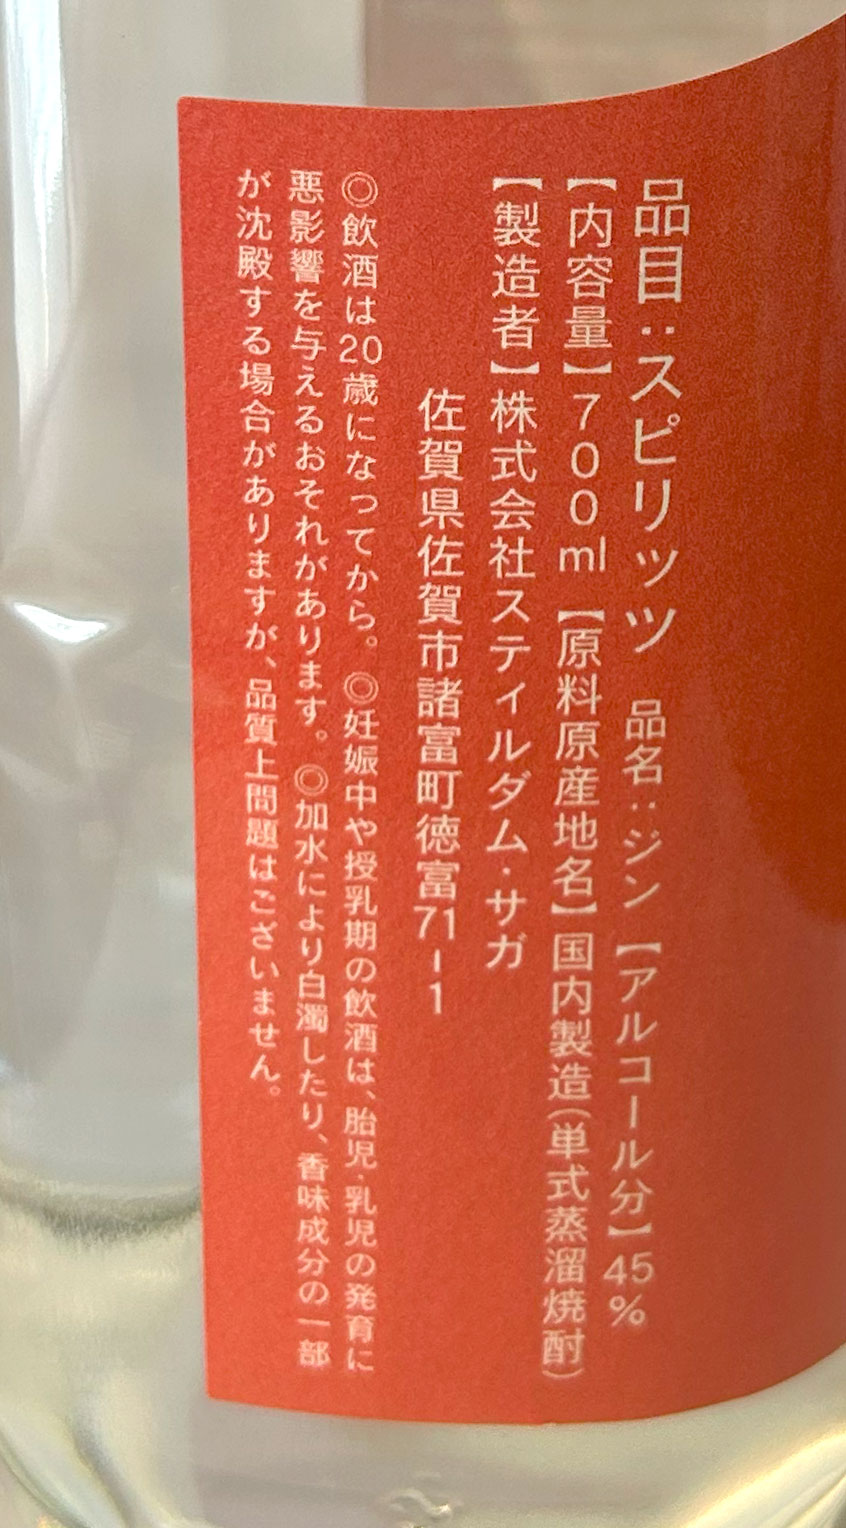 品目：スピリッツ　品名：ジン【アルコール分】45%
【内容量】700ml【原料原産地名】国内製造(単式蒸溜焼酎)
【製造者】株式会社スティルダム・サガ
佐賀県佐賀市諸富町徳富71-1
◎飲酒は20歳になってから。◎妊娠中や授乳期の飲酒は、胎児・乳児の発育に
悪影響を与えるおそれがあります。◎加水により白濁したり、香味成分の一部
が沈殿する場合がありますが、品質上問題はございません。